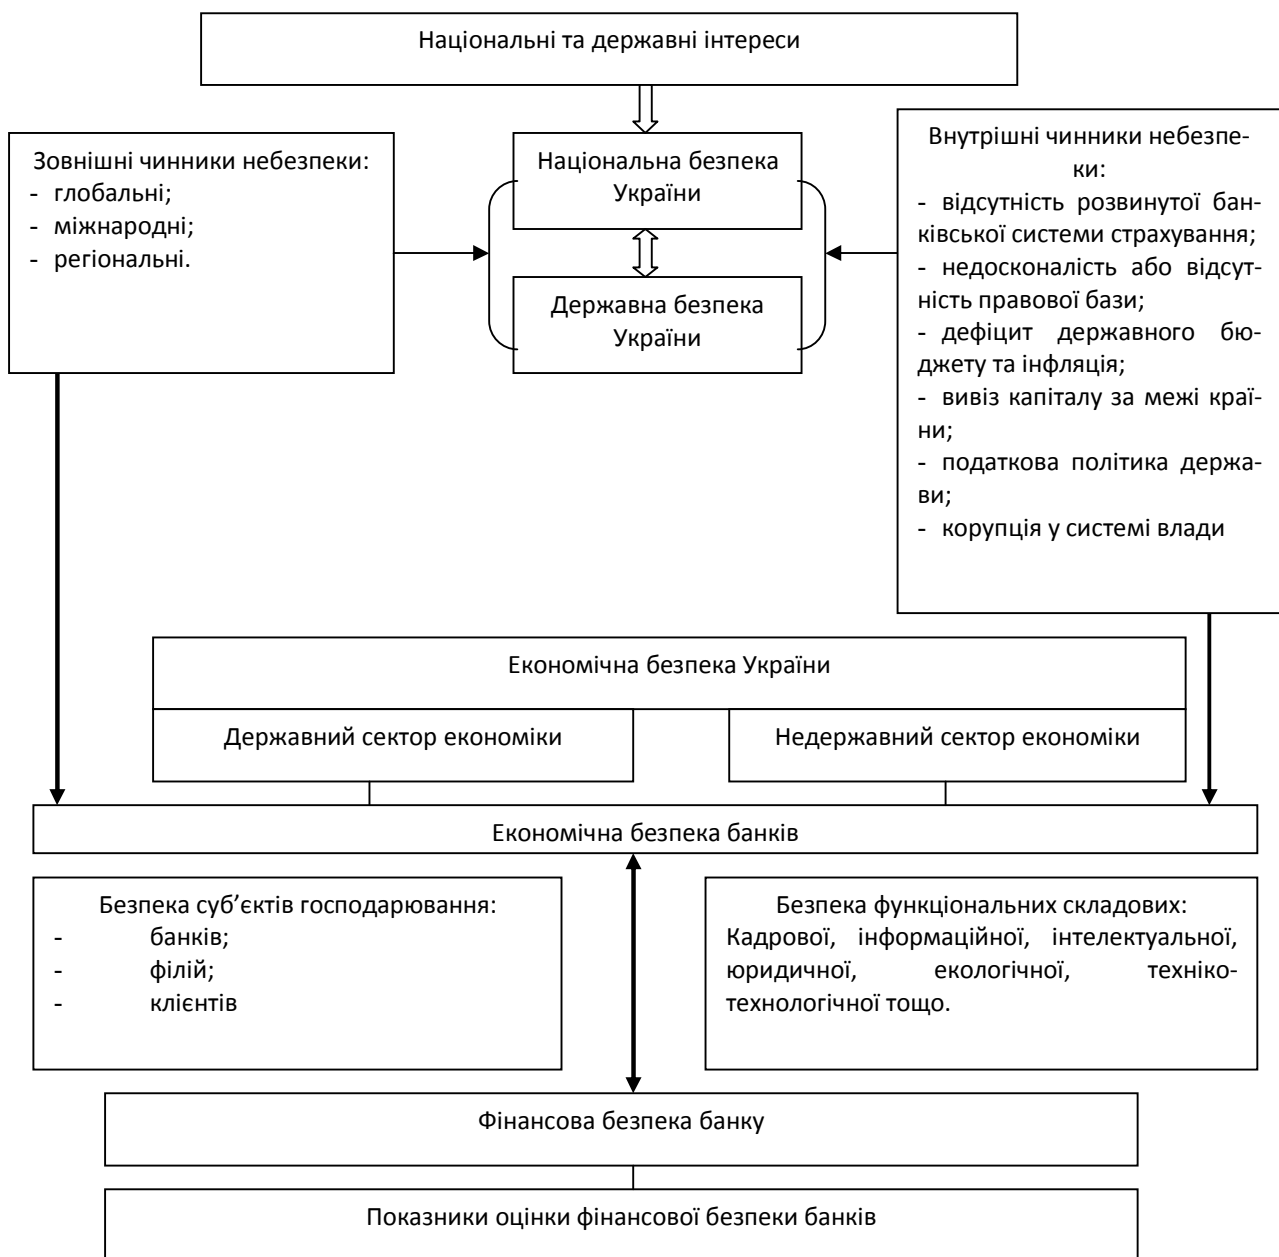 Національні та державні інтереси
Зовнішні чинники небезпеки:
- глобальні;
- міжнародні;
- регіональні.
Національна безпека
України
Державна безпека
України
Внутрішні чинники небезпе-
ки:
- відсутність розвинутої бан-
ківської системи страхування;
- недосконалість або відсут-
ність правової бази;
- дефіцит державного бю-
джету та інфляція;
- вивіз капіталу за межі краї-
ни;
- податкова політика держа-
ви;
- корупція у системі влади
Економічна безпека України
Державний сектор економіки
Недержавний сектор економіки
Економічна безпека банків
Безпека суб’єктів господарювання:
- банків;
- філій;
- клієнтів
Безпека функціональних складових:
Кадрової, інформаційної, інтелектуальної,
юридичної, екологічної, техніко-
технологічної тощо.
Фінансова безпека банку
Показники оцінки фінансової безпеки банків